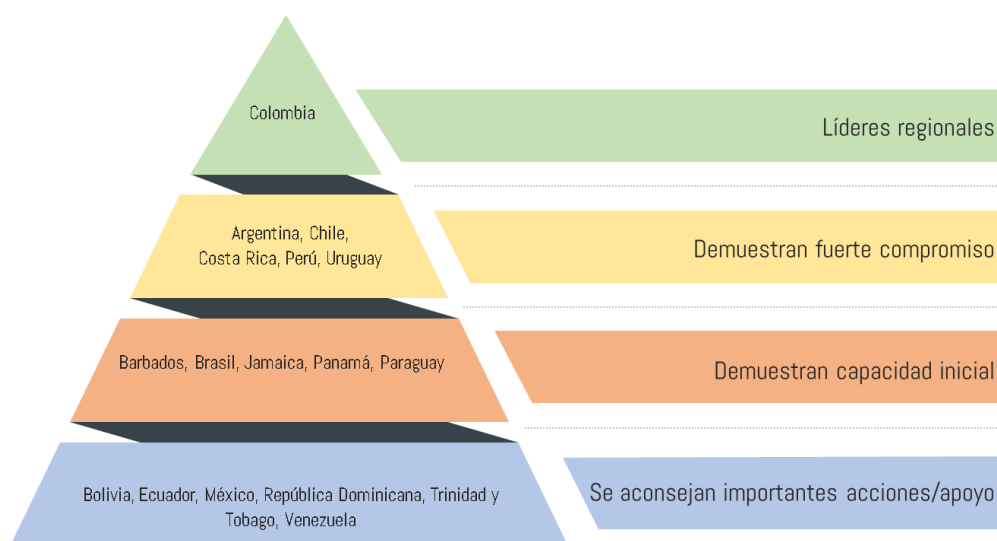 Colombia
Líderes regionales
Argentina, Chile,
Costa Rica, Perú, Uruguay
Demuestran fuerte compromiso
Barbados, Brasil, Jamaica, Panamá, Paraguay
Demuestran capacidad inicial
Bolivia, Ecuador, México, República Dominicana, Trinidad y
Tobago, Venezuela
Se aconsejan importantes acciones/apoyo